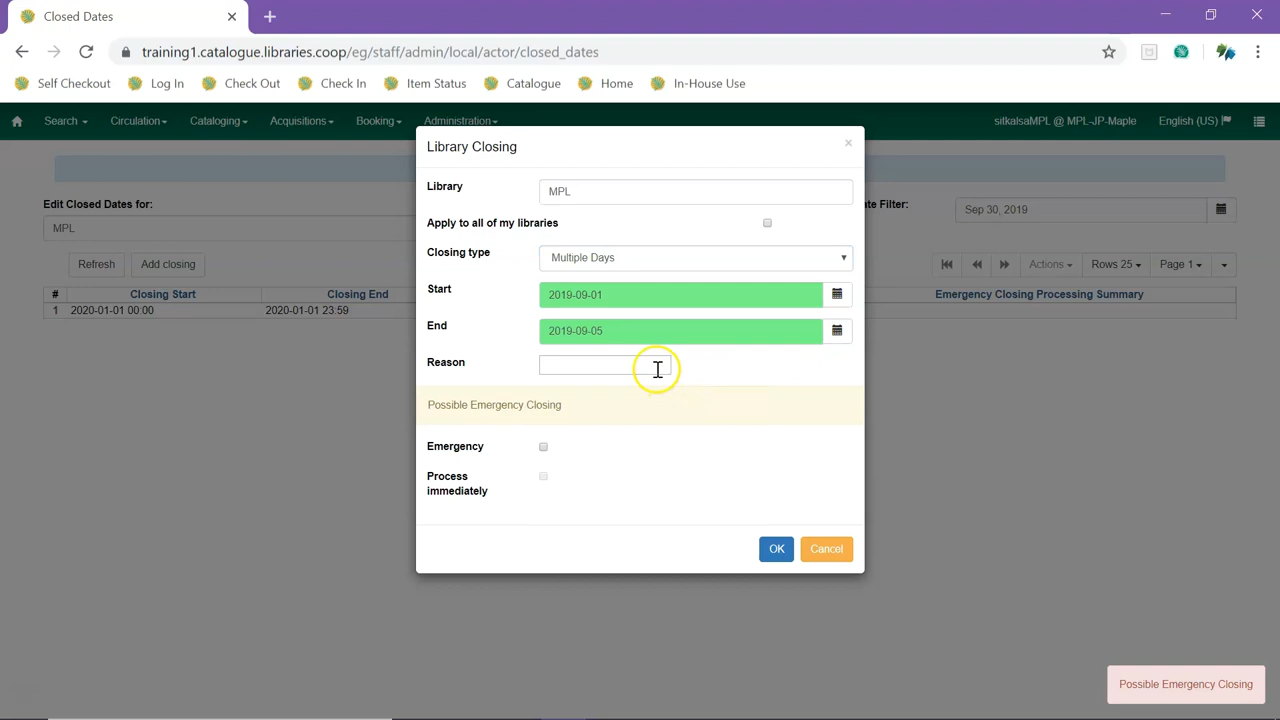 Closed Dates
training1.catalogue.libraries.coop/eg/staff/admin/local/actor/closed_dates
Self Checkout Log In Check Out Check In Item Status Catalogue Home In-House Use
Search Circulation Cataloging Acquisitions Booking Administration sitkalsaMPL @ MPL-JP-Maple English (US)
Library Closing
Library MPL
Edit Closed Dates for: ate Filter:
MPL Sep 30, 2019
Apply to all of my libraries
Closing type Multiple Days
Refresh Add closing Actions Rows 25 Page 1
Start 2019-09-01
# Closing Start Closing End Emergency Closing Processing Summary
1 2020-01-01 00:00 2020-01-01 23:59
End 2019-09-05
Reason
Possible Emergency Closing
Emergency
Process
immediately
OK Cancel
Possible Emergency Closing